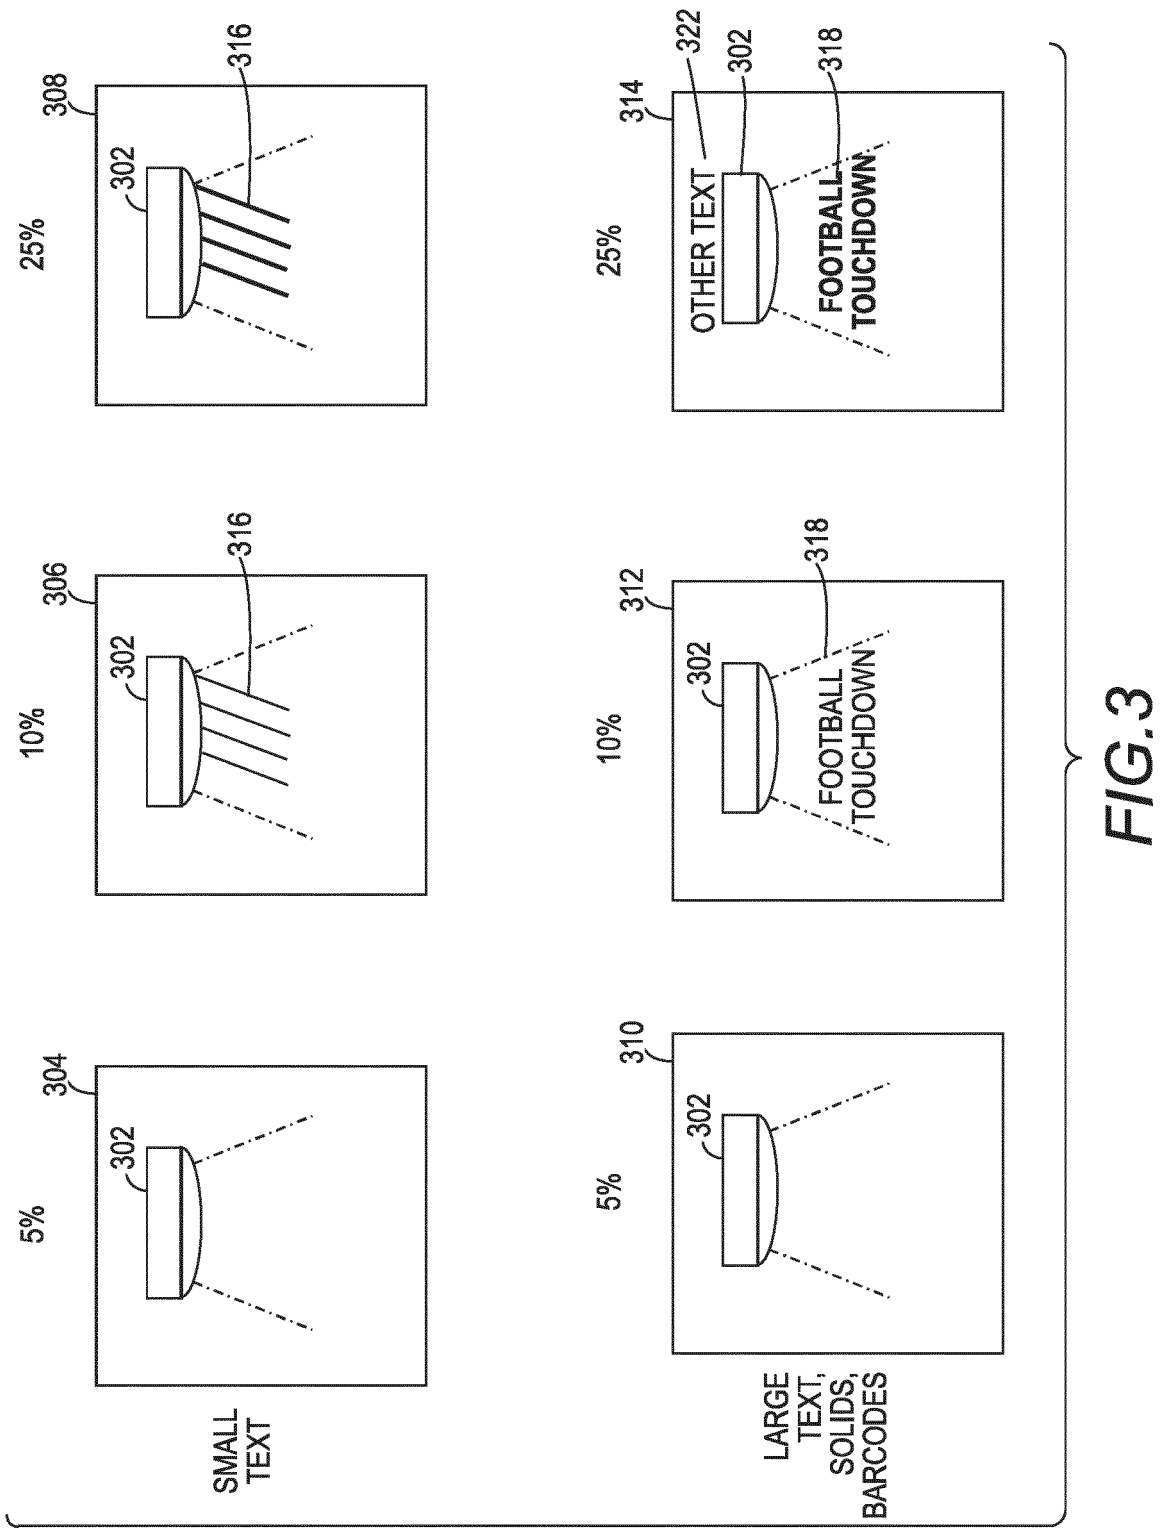 5%
10%
25%
SMALL
TEXT
304
302
306
302
316
308
302
316
5%
10%
25%
LARGE
TEXT,
SOLIDS,
BARCODES
310
302
312
302
318
FOOTBALL
TOUCHDOWN
314
322
302
318
OTHER TEXT
FOOTBALL
TOUCHDOWN
FIG.3